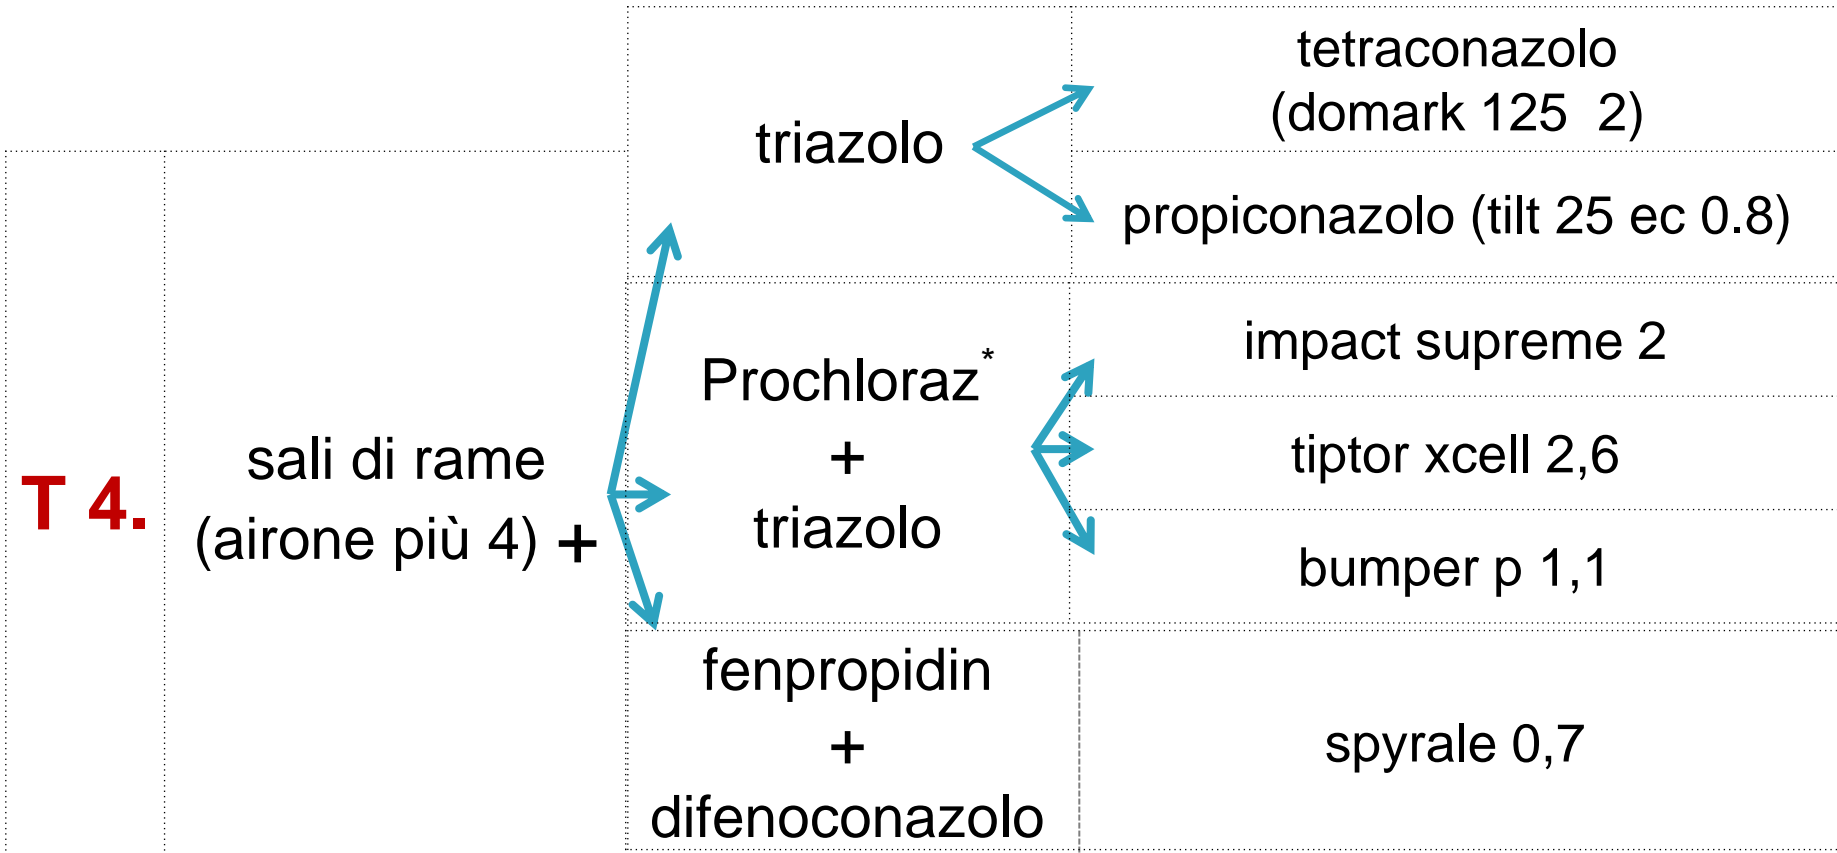 T 4.
sali di rame
(airone più 4) +
triazolo
tetraconazolo
(domark 125  2)
propiconazolo (tilt 25 ec 0.8)
Prochloraz*
+
triazolo
impact supreme 2
tiptor xcell 2,6
bumper p 1,1
fenpropidin
+
difenoconazolo
spyrale 0,7